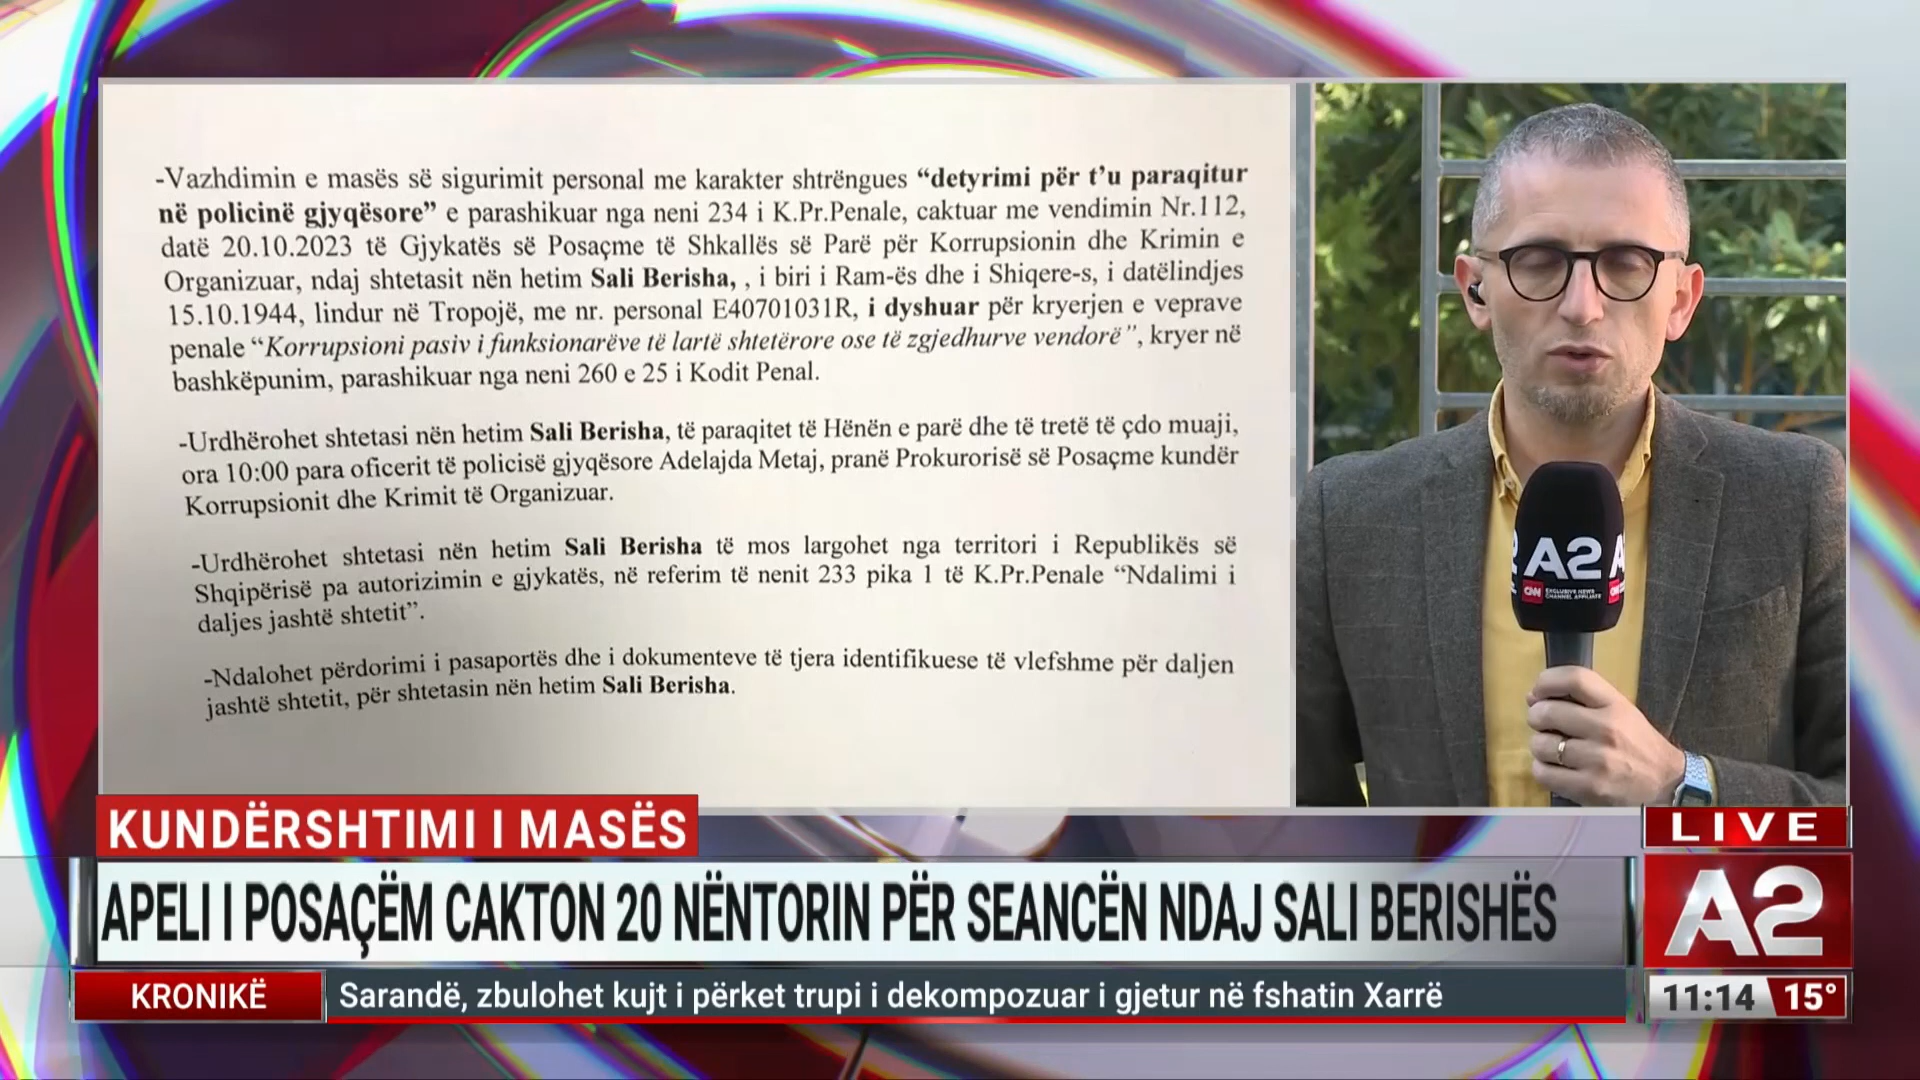 -Vazhdimin e masës së sigurimit personal me karakter shtrëngues “detyrimi për t’u paraqitur
në policinë gjyqësore” e parashikuar nga neni 234 i K.Pr.Penale, caktuar me vendimin Nr.112,
datë 20.10.2023 të Gjykatës së Posaçme të Shkallës së Parë për Korrupsionin dhe Krimin e
Organizuar, ndaj shtetasit nën hetim Sali Berisha, , i biri i Ram-ës dhe i Shiqere-s, i datëlindjes
15.10.1944, lindur në Tropojë, me nr. personal E40701031R, i dyshuar për kryerjen e veprave
penale “Korrupsioni pasiv i funksionarëve të lartë shtetërore ose të zgjedhurve vendorë”, kryer në
bashkëpunim, parashikuar nga neni 260 e 25 i Kodit Penal.
-Urdhërohet shtetasi nën hetim Sali Berisha, të paraqitet të Hënën e parë dhe të tretë të çdo muaji,
ora 10:00 para oficerit të policisë gjyqësore Adelajda Metaj, pranë Prokurorisë së Posaçme kundër
Korrupsionit dhe Krimit të Organizuar.
-Urdhërohet shtetasi nën hetim Sali Berisha të mos largohet nga territori i Republikës së
Shqipërisë pa autorizimin e gjykatës, në referim të nenit 233 pika 1 të K.Pr.Penale “Ndalimi i
daljes jashtë shtetit”.
-Ndalohet përdorimi i pasaportës dhe i dokumenteve të tjera identifikuese të vlefshme për daljen
jashtë shtetit, për shtetasin nën hetim Sali Berisha.
A2
CNN EXCLUSIVE NEWS
CHANNEL AFFILIATE
KUNDËRSHTIMI I MASËS
LIVE
APELI I POSAÇËM CAKTON 20 NËNTORIN PËR SEANCËN NDAJ SALI BERISHËS
A2
KRONIKË
Sarandë, zbulohet kujt i përket trupi i dekompozuar i gjetur në fshatin Xarrë
11:14 15°